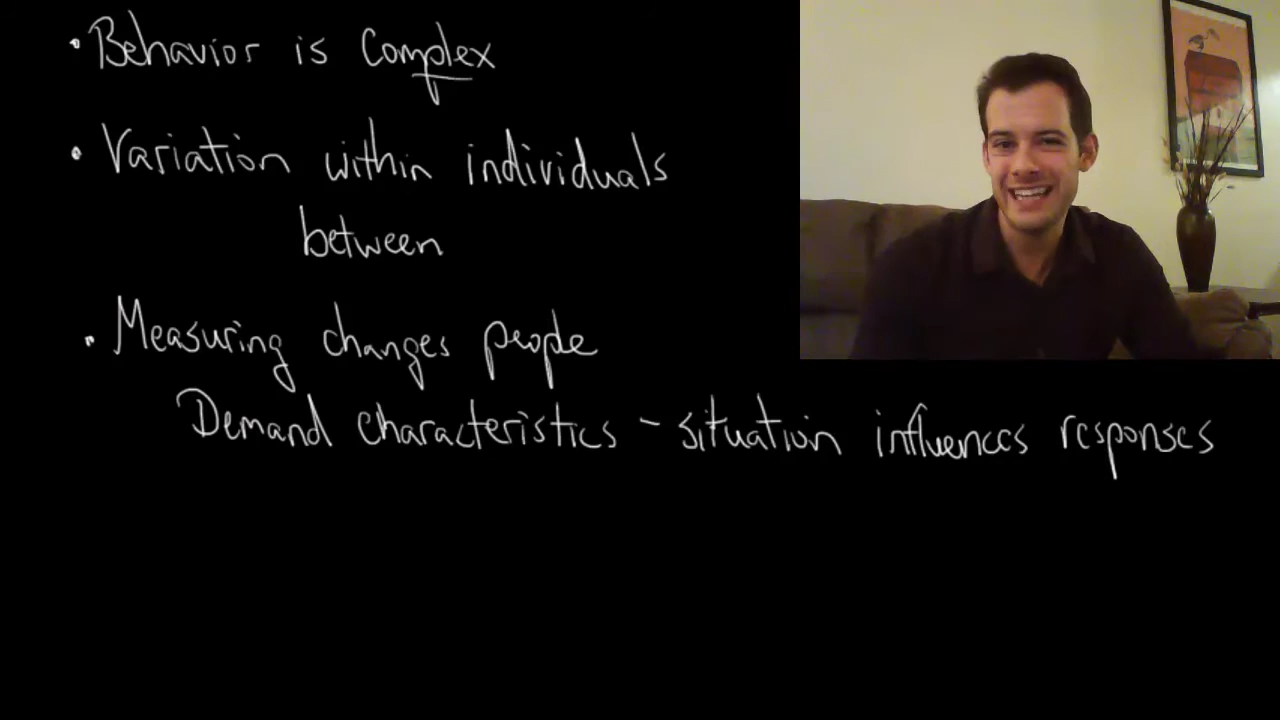 • Behavior is Complex
• Variation within individuals
between
• Measuring changes people
Demand characteristics - situation influences responses